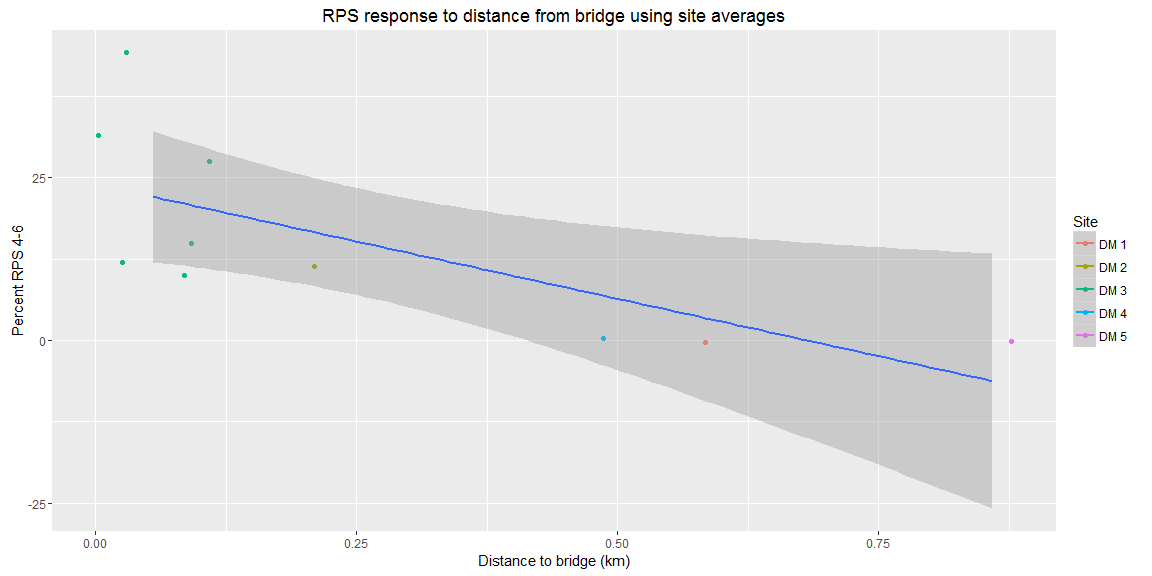 RPS response to distance from bridge using site averages
Percent RPS 4-6
25
0
-25
0.00 0.25 0.50 0.75
Distance to bridge (km)
Site
DM 1
DM 2
DM 3
DM 4
DM 5